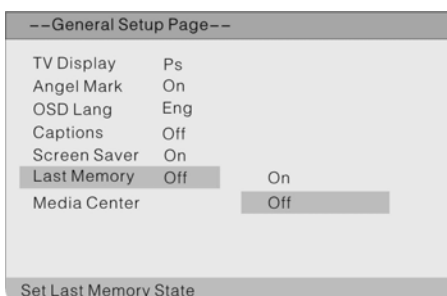 --General Setup Page--
TV Display Ps
Angel Mark On
OSD Lang Eng
Captions Off
Screen Saver On
Last Memory Off On
Media Center Off
Set Last Memory State